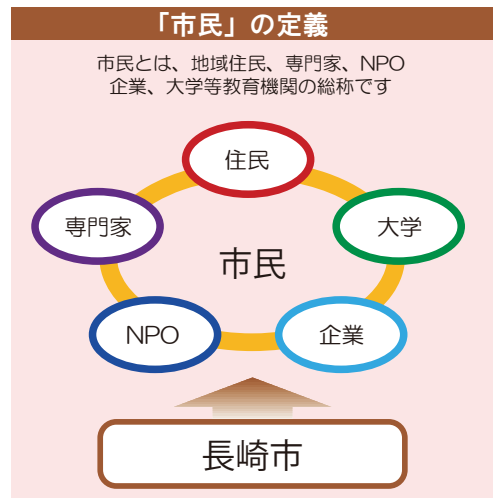 「市民」の定義
市民とは、地域住民、専門家、NPO
企業、大学等教育機関の総称です
住民
専門家
大学
市民
NPO
企業
長崎市